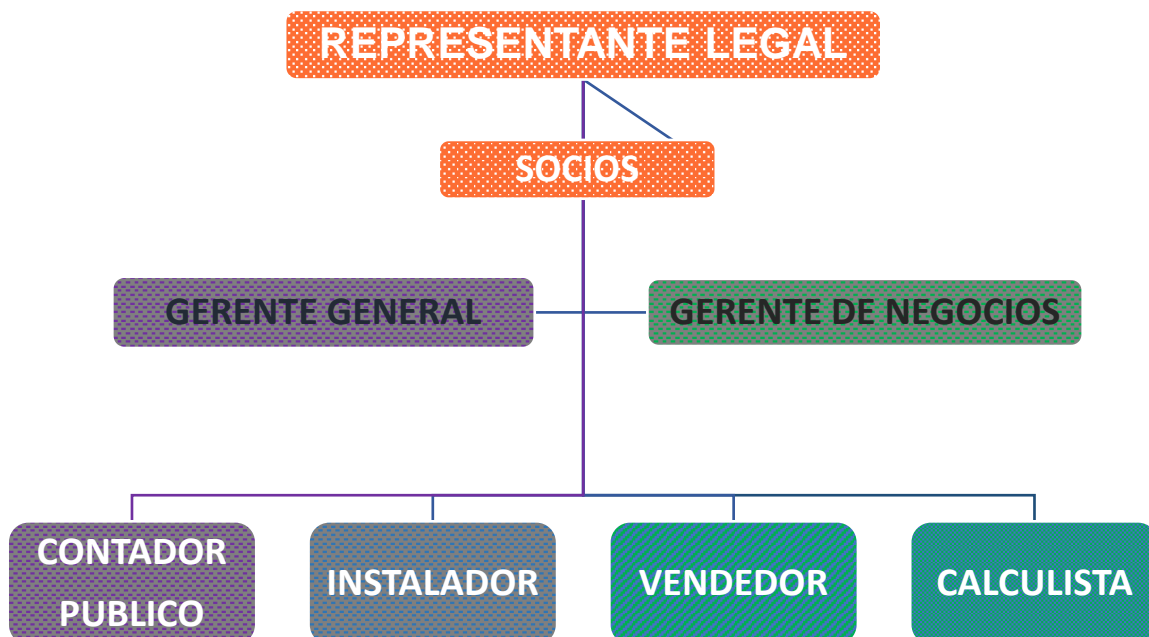 REPRESENTANTE LEGAL
SOCIOS
GERENTE GENERAL
GERENTE DE NEGOCIOS
CONTADOR
PUBLICO
INSTALADOR
VENDEDOR
CALCULISTA